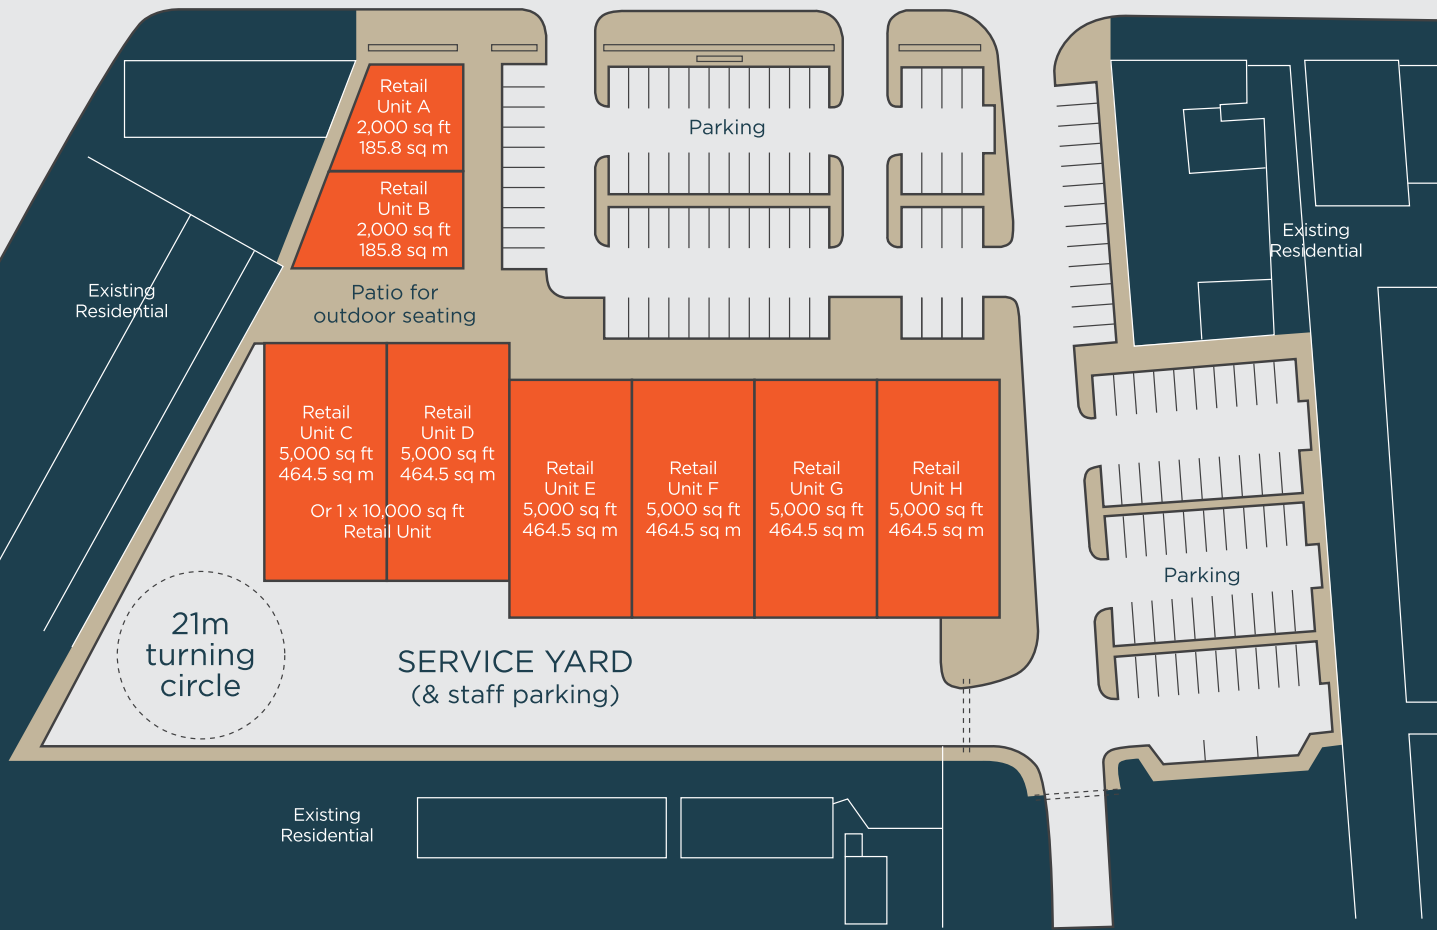 Retail
Unit A
2,000 sq ft
185.8 sq m
Retail
Unit B
2,000 sq ft
185.8 sq m
Parking
Existing
Residential
Existing
Residential
Patio for
outdoor seating
Retail
Unit C
5,000 sq ft
464.5 sq m
Retail
Unit D
5,000 sq ft
464.5 sq m
Or 1 x 10,000 sq ft
Retail Unit
Retail
Unit E
5,000 sq ft
464.5 sq m
Retail
Unit F
5,000 sq ft
464.5 sq m
Retail
Unit G
5,000 sq ft
464.5 sq m
Retail
Unit H
5,000 sq ft
464.5 sq m
Parking
21m
turning
circle
SERVICE YARD
(& staff parking)
Existing
Residential